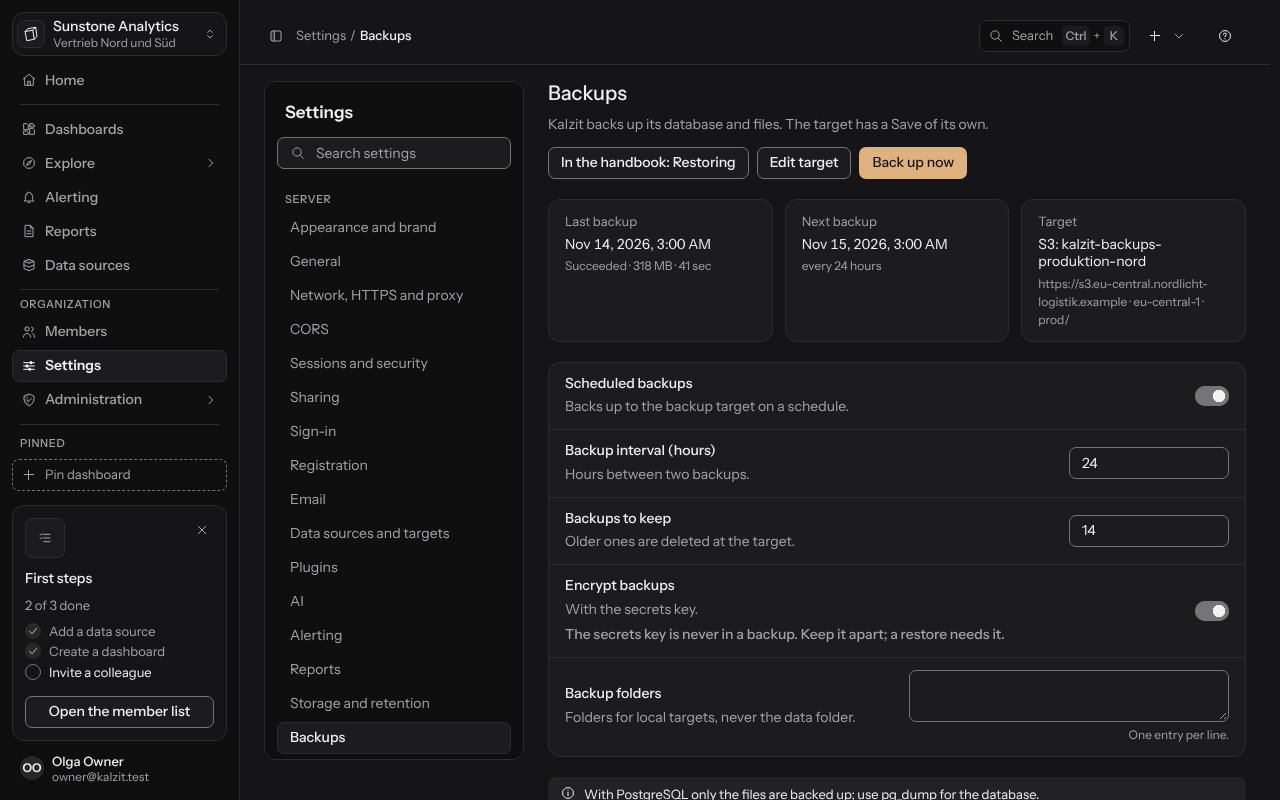 Sunstone Analytics
Vertrieb Nord und Süd
Home
Dashboards
Explore
Alerting
Reports
Data sources
ORGANIZATION
Members
Settings
Administration
PINNED
Pin dashboard
First steps
2 of 3 done
Add a data source
Create a dashboard
Invite a colleague
Open the member list
OO
Olga Owner
owner@kalzit.test
Settings / Backups
Search Ctrl + K
Settings
Search settings
SERVER
Appearance and brand
General
Network, HTTPS and proxy
CORS
Sessions and security
Sharing
Sign-in
Registration
Email
Data sources and targets
Plugins
AI
Alerting
Reports
Storage and retention
Backups
Backups
Kalzit backs up its database and files. The target has a Save of its own.
In the handbook: Restoring
Edit target
Back up now
Last backup
Nov 14, 2026, 3:00 AM
Succeeded · 318 MB · 41 sec
Next backup
Nov 15, 2026, 3:00 AM
every 24 hours
Target
S3: kalzit-backups-
produktion-nord
https://s3.eu-central.nordlicht-
logistik.example · eu-central-1 ·
prod/
Scheduled backups
Backs up to the backup target on a schedule.
Backup interval (hours)
Hours between two backups.
24
Backups to keep
Older ones are deleted at the target.
14
Encrypt backups
With the secrets key.
The secrets key is never in a backup. Keep it apart; a restore needs it.
Backup folders
Folders for local targets, never the data folder.
One entry per line.
With PostgreSQL only the files are backed up; use pg_dump for the database.